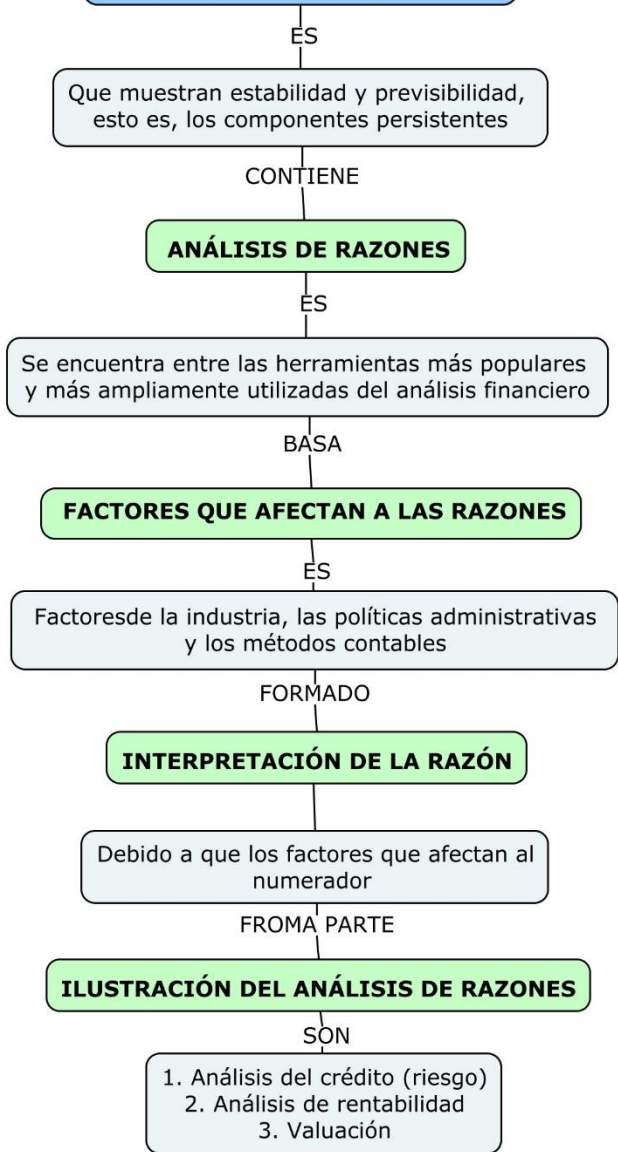 ES
Que muestran estabilidad y previsibilidad,
esto es, los componentes persistentes
CONTIENE
ANÁLISIS DE RAZONES
ES
Se encuentra entre las herramientas más populares
y más ampliamente utilizadas del análisis financiero
BASA
FACTORES QUE AFECTAN A LAS RAZONES
ES
Factoresde la industria, las políticas administrativas
y los métodos contables
FORMADO
INTERPRETACIÓN DE LA RAZÓN
Debido a que los factores que afectan al
numerador
FROMA PARTE
ILUSTRACIÓN DEL ANÁLISIS DE RAZONES
SON
1. Análisis del crédito (riesgo)
2. Análisis de rentabilidad
3. Valuación